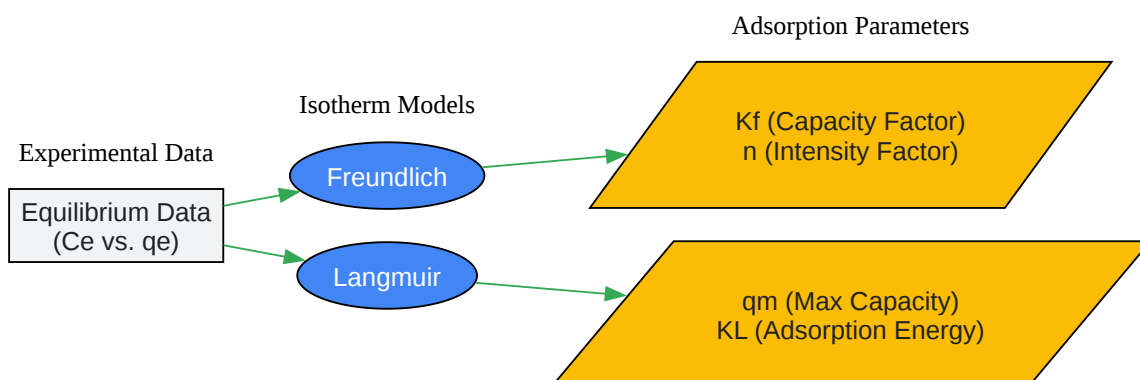 Adsorption Parameters
Isotherm Models
Experimental Data
Kf (Capacity Factor)
n (Intensity Factor)
Freundlich
Equilibrium Data
(Ce vs. qe)
Langmuir
qm (Max Capacity)
KL (Adsorption Energy)